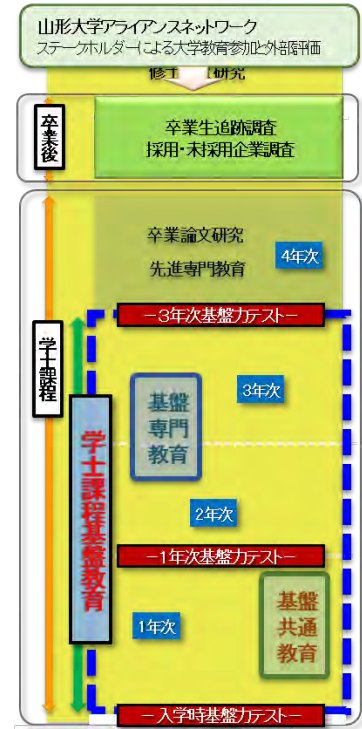 山形大学アライアンスネットワーク
ステークホルダーによる大学教育参加と外部評価
修士 研究
卒業後
卒業生追跡調査
採用・未採用企業調査
卒業論文研究
先進専門教育
4年次
－3年次基盤力テスト－
学士課程
3年次
基盤
専門
教育
学士課程基盤教育
2年次
－1年次基盤力テスト－
1年次
基盤
共通
教育
－入学時基盤力テスト－